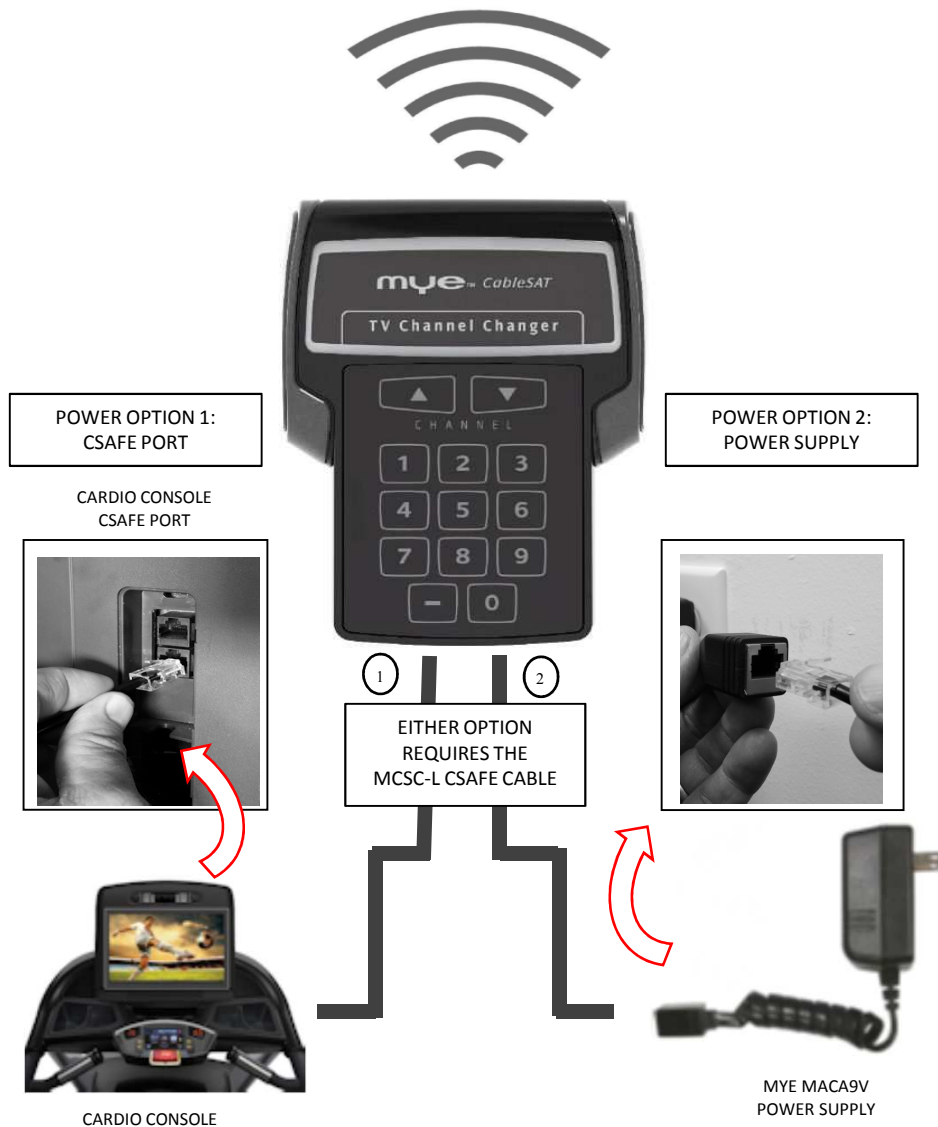 mye™ CableSAT
TV Channel Changer
CHANNEL
1 2 3
4 5 6
7 8 9
– 0
POWER OPTION 1:
CSAFE PORT
CARDIO CONSOLE
CSAFE PORT
POWER OPTION 2:
POWER SUPPLY
1
2
EITHER OPTION
REQUIRES THE
MCSC-L CSAFE CABLE
CARDIO CONSOLE
MYE MACA9V
POWER SUPPLY